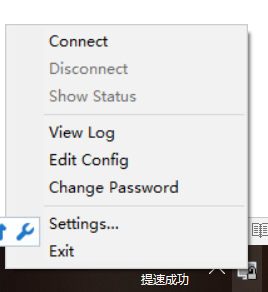 Connect
Disconnect
Show Status
View Log
Edit Config
Change Password
Settings...
Exit
提速成功